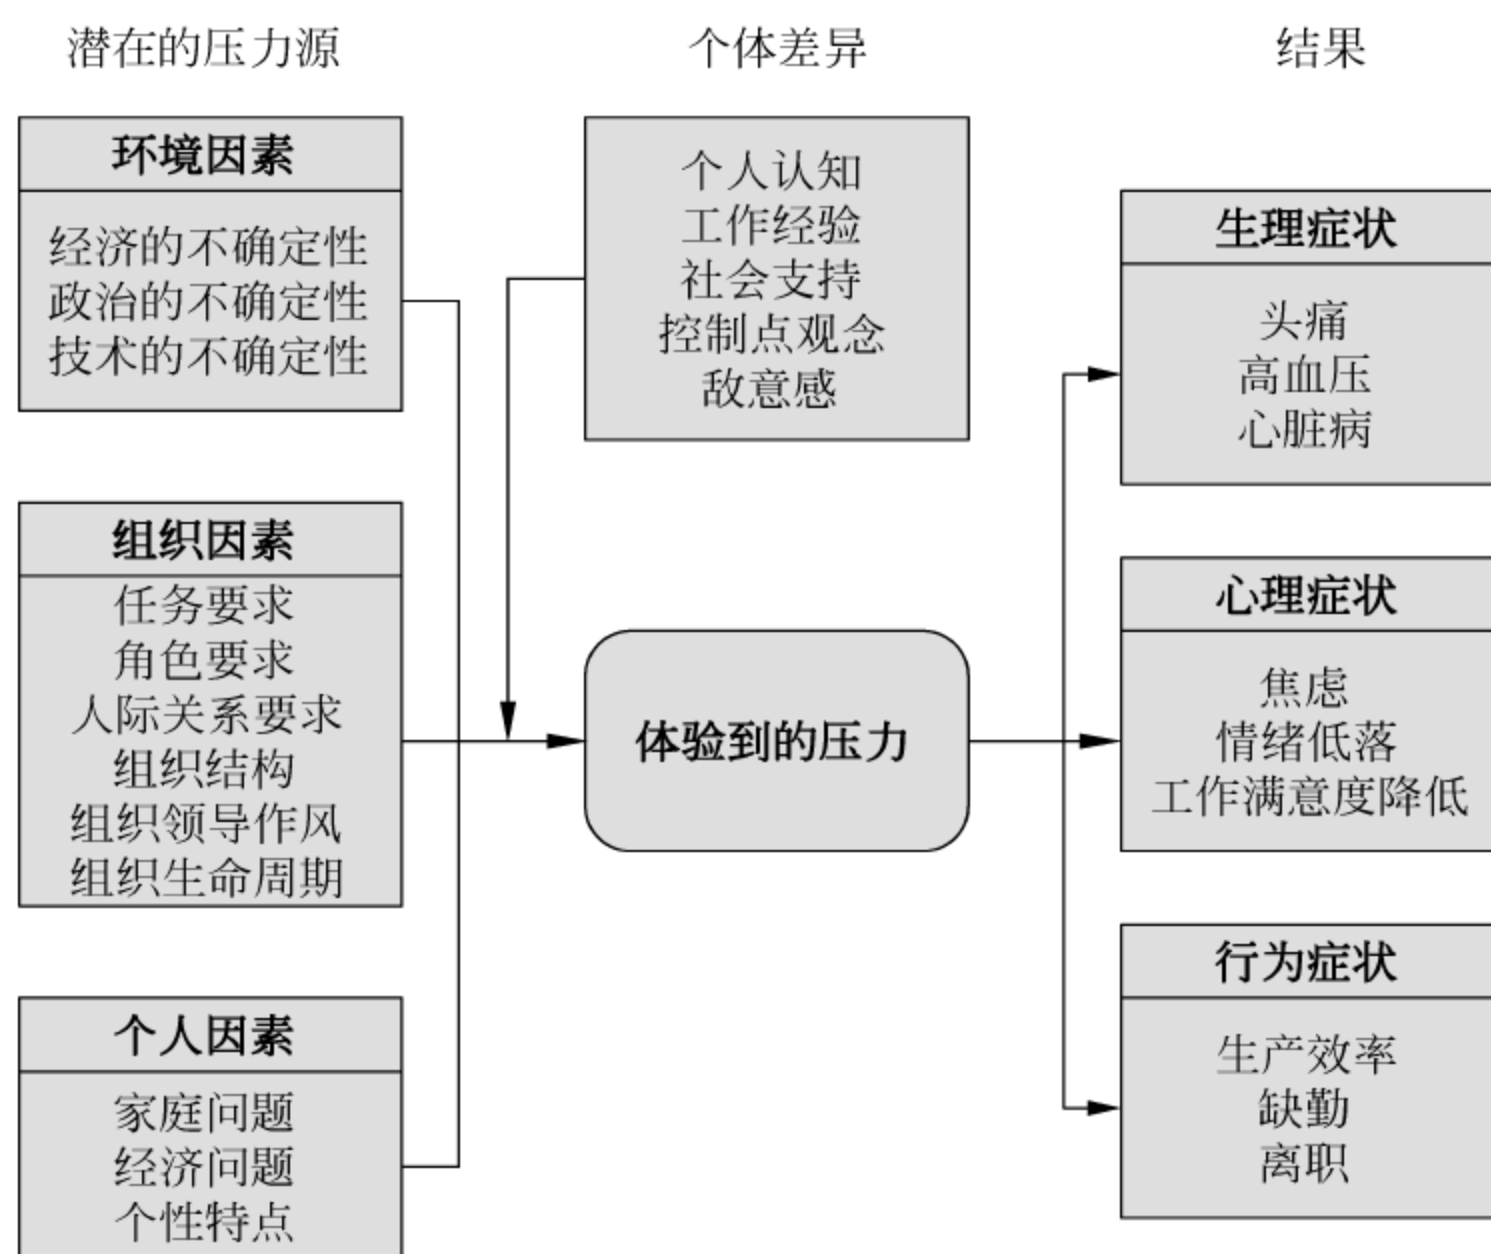 潜在的压力源
个体差异
结果
环境因素
经济的不确定性
政治的不确定性
技术的不确定性
组织因素
任务要求
角色要求
人际关系要求
组织结构
组织领导作风
组织生命周期
个人因素
家庭问题
经济问题
个性特点
个人认知
工作经验
社会支持
控制点观念
敌意感
体验到的压力
生理症状
头痛
高血压
心脏病
心理症状
焦虑
情绪低落
工作满意度降低
行为症状
生产效率
缺勤
离职